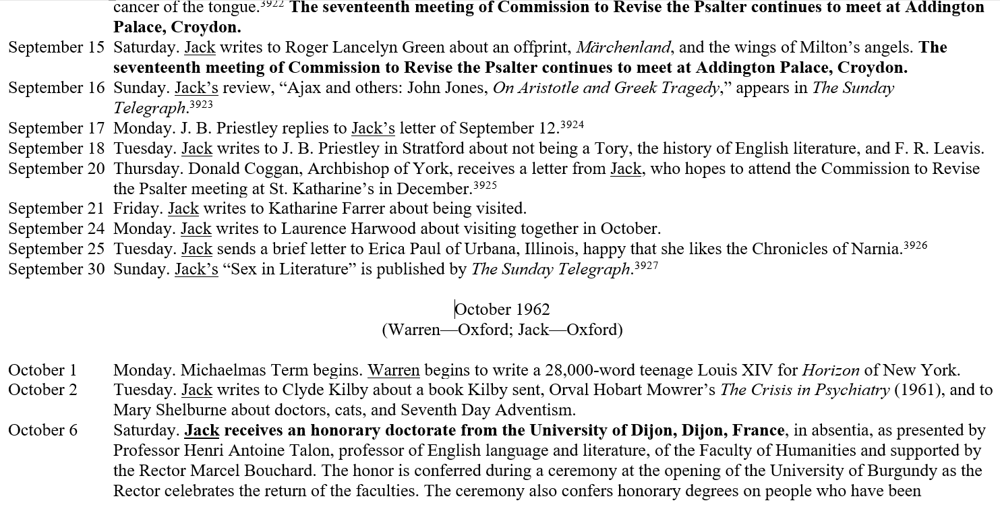 cancer of the tongue.3922 The seventeenth meeting of Commission to Revise the Psalter continues to meet at Addington
Palace, Croydon.
September 15 Saturday. Jack writes to Roger Lancelyn Green about an offprint, Märchenland, and the wings of Milton's angels. The
seventeenth meeting of Commission to Revise the Psalter continues to meet at Addington Palace, Croydon.
September 16 Sunday. Jack's review, “Ajax and others: John Jones, On Aristotle and Greek Tragedy,” appears in The Sunday
Telegraph.3923
September 17 Monday. J. B. Priestley replies to Jack's letter of September 12.3924
September 18 Tuesday. Jack writes to J. B. Priestley in Stratford about not being a Tory, the history of English literature, and F. R. Leavis.
September 20 Thursday. Donald Coggan, Archbishop of York, receives a letter from Jack, who hopes to attend the Commission to Revise
the Psalter meeting at St. Katharine's in December.3925
September 21 Friday. Jack writes to Katharine Farrer about being visited.
September 24 Monday. Jack writes to Laurence Harwood about visiting together in October.
September 25 Tuesday. Jack sends a brief letter to Erica Paul of Urbana, Illinois, happy that she likes the Chronicles of Narnia.3926
September 30 Sunday. Jack's “Sex in Literature” is published by The Sunday Telegraph.3927
October 1962
(Warren—Oxford; Jack—Oxford)
October 1 Monday. Michaelmas Term begins. Warren begins to write a 28,000-word teenage Louis XIV for Horizon of New York.
October 2 Tuesday. Jack writes to Clyde Kilby about a book Kilby sent, Orval Hobart Mowrer's The Crisis in Psychiatry (1961), and to
Mary Shelburne about doctors, cats, and Seventh Day Adventism.
October 6 Saturday. Jack receives an honorary doctorate from the University of Dijon, Dijon, France, in absentia, as presented by
Professor Henri Antoine Talon, professor of English language and literature, of the Faculty of Humanities and supported by
the Rector Marcel Bouchard. The honor is conferred during a ceremony at the opening of the University of Burgundy as the
Rector celebrates the return of the faculties. The ceremony also confers honorary degrees on people who have been